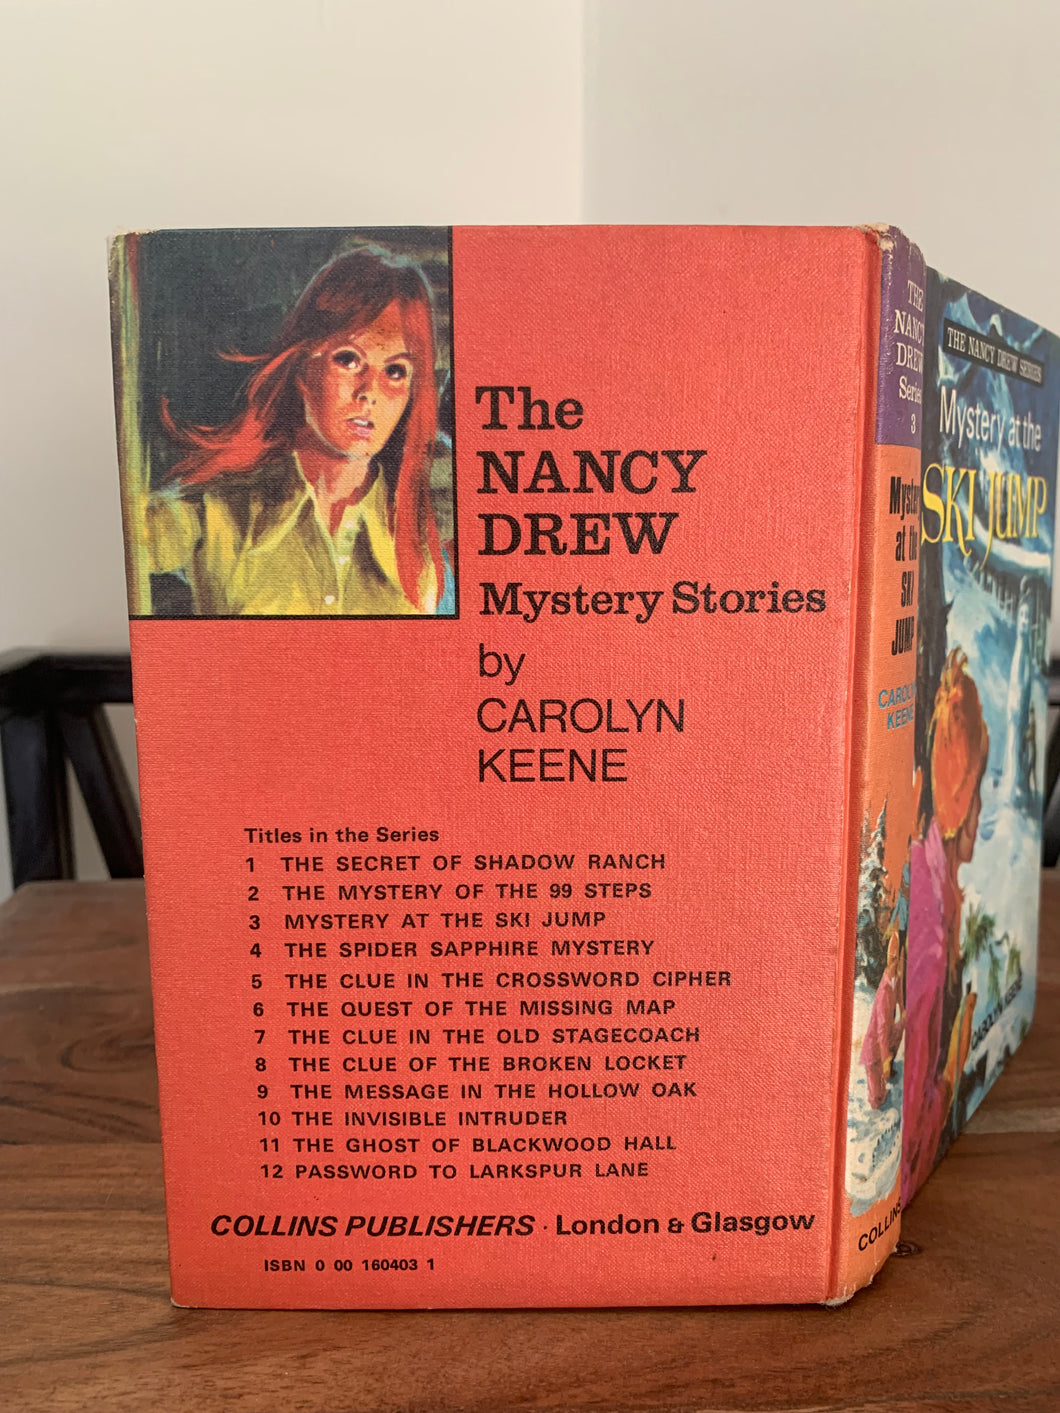 The
NANCY
DREW
Mystery Stories
by
CAROLYN
KEENE
Titles in the Series
1 THE SECRET OF SHADOW RANCH
2 THE MYSTERY OF THE 99 STEPS
3 MYSTERY AT THE SKI JUMP
4 THE SPIDER SAPPHIRE MYSTERY
5 THE CLUE IN THE CROSSWORD CIPHER
6 THE QUEST OF THE MISSING MAP
7 THE CLUE IN THE OLD STAGECOACH
8 THE CLUE OF THE BROKEN LOCKET
9 THE MESSAGE IN THE HOLLOW OAK
10 THE INVISIBLE INTRUDER
11 THE GHOST OF BLACKWOOD HALL
12 PASSWORD TO LARKSPUR LANE
COLLINS PUBLISHERS · London & Glasgow
ISBN 0 00 160403 1
THE
NANCY
DREW
Series
3
Mystery
at the
SKI
JUMP
CAROLYN
KEENE
COLLINS
THE NANCY DREW SERIES
Mystery at the
SKI JUMP
CAROLYN KEENE